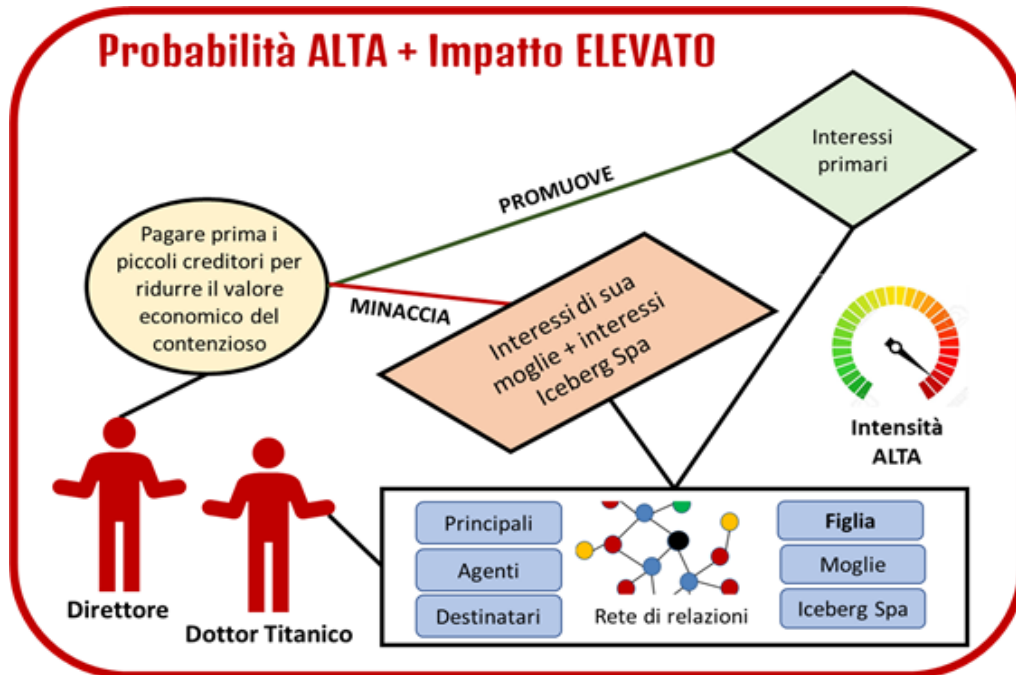 Probabilità ALTA + Impatto ELEVATO
Interessi
primari
PROMUOVE
Pagare prima i
piccoli creditori per
ridurre il valore
economico del
contenzioso
MINACCIA
Interessi di sua
moglie + interessi
Iceberg Spa
Intensità
ALTA
Direttore
Dottor Titanico
Principali
Agenti
Destinatari
Rete di relazioni
Figlia
Moglie
Iceberg Spa